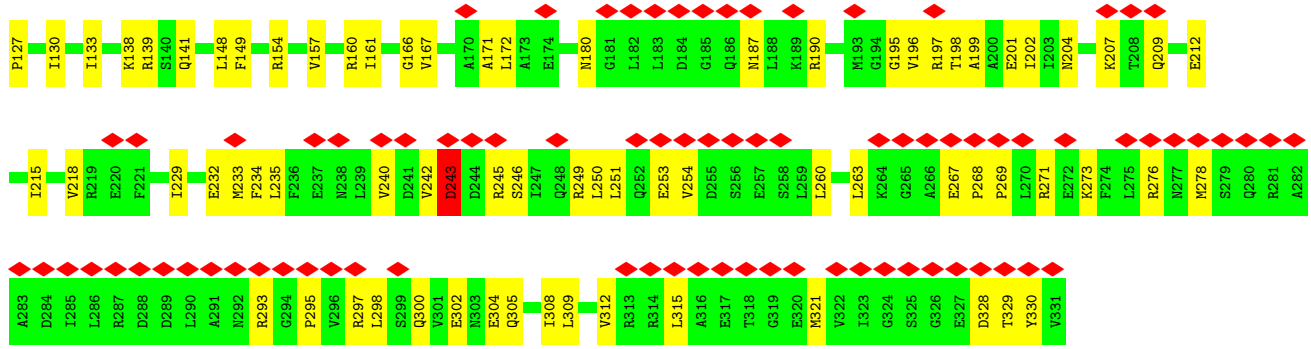 P127 I130 I133 K138 R139 S140 Q141 L148 F149 R154 V157 R160 I161 G166 V167 A170 A171 L172 A173 E174 N180 G181 L182 L183 D184 G185 Q186 N187 L188 K189 R190 M193 G194 G195 V196 R197 T198 A199 A200 E201 I202 I203 N204 K207 T208 Q209 E212
I215 V218 R219 E220 F221 I229 E232 M233 F234 L235 F236 E237 N238 L239 V240 D241 V242 D243 D244 R245 S246 I247 Q248 R249 L250 L251 Q252 E253 V254 D255 S256 E257 S258 L259 L260 L263 K264 G265 A266 E267 P268 P269 L270 R271 E272 K273 F274 L275 R276 N277 M278 S279 Q280 R281 A282
A283 D284 I285 L286 R287 D288 D289 L290 A291 N292 R293 G294 P295 V296 R297 L298 S299 Q300 V301 E302 N303 E304 Q305 I308 L309 V312 R313 R314 L315 A316 E317 T318 G319 E320 M321 V322 I323 G324 S325 G326 E327 D328 T329 Y330 V331